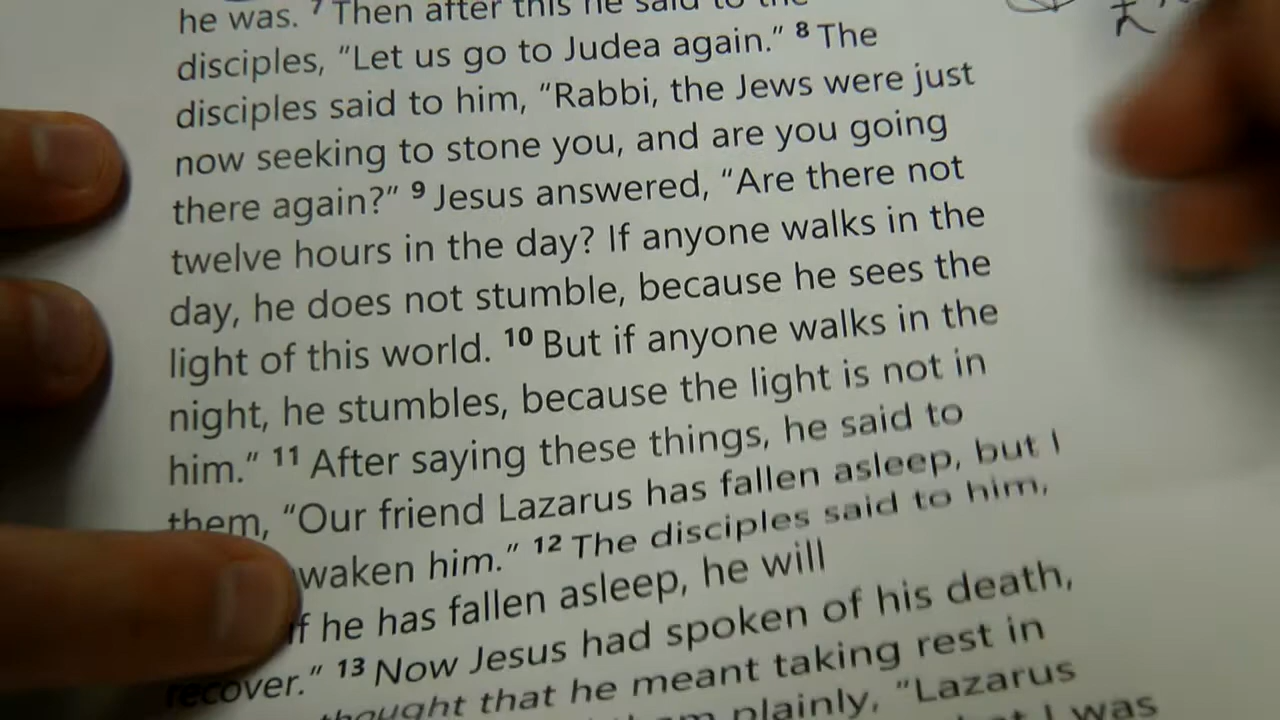 he was. 7 Then after this he said to the
disciples, “Let us go to Judea again.” 8 The
disciples said to him, “Rabbi, the Jews were just
now seeking to stone you, and are you going
there again?” 9 Jesus answered, “Are there not
twelve hours in the day? If anyone walks in the
day, he does not stumble, because he sees the
light of this world. 10 But if anyone walks in the
night, he stumbles, because the light is not in
him.” 11 After saying these things, he said to
them, “Our friend Lazarus has fallen asleep, but I
waken him.” 12 The disciples said to him,
if he has fallen asleep, he will
recover.” 13 Now Jesus had spoken of his death,
thought that he meant taking rest in
plainly, “Lazarus
I was